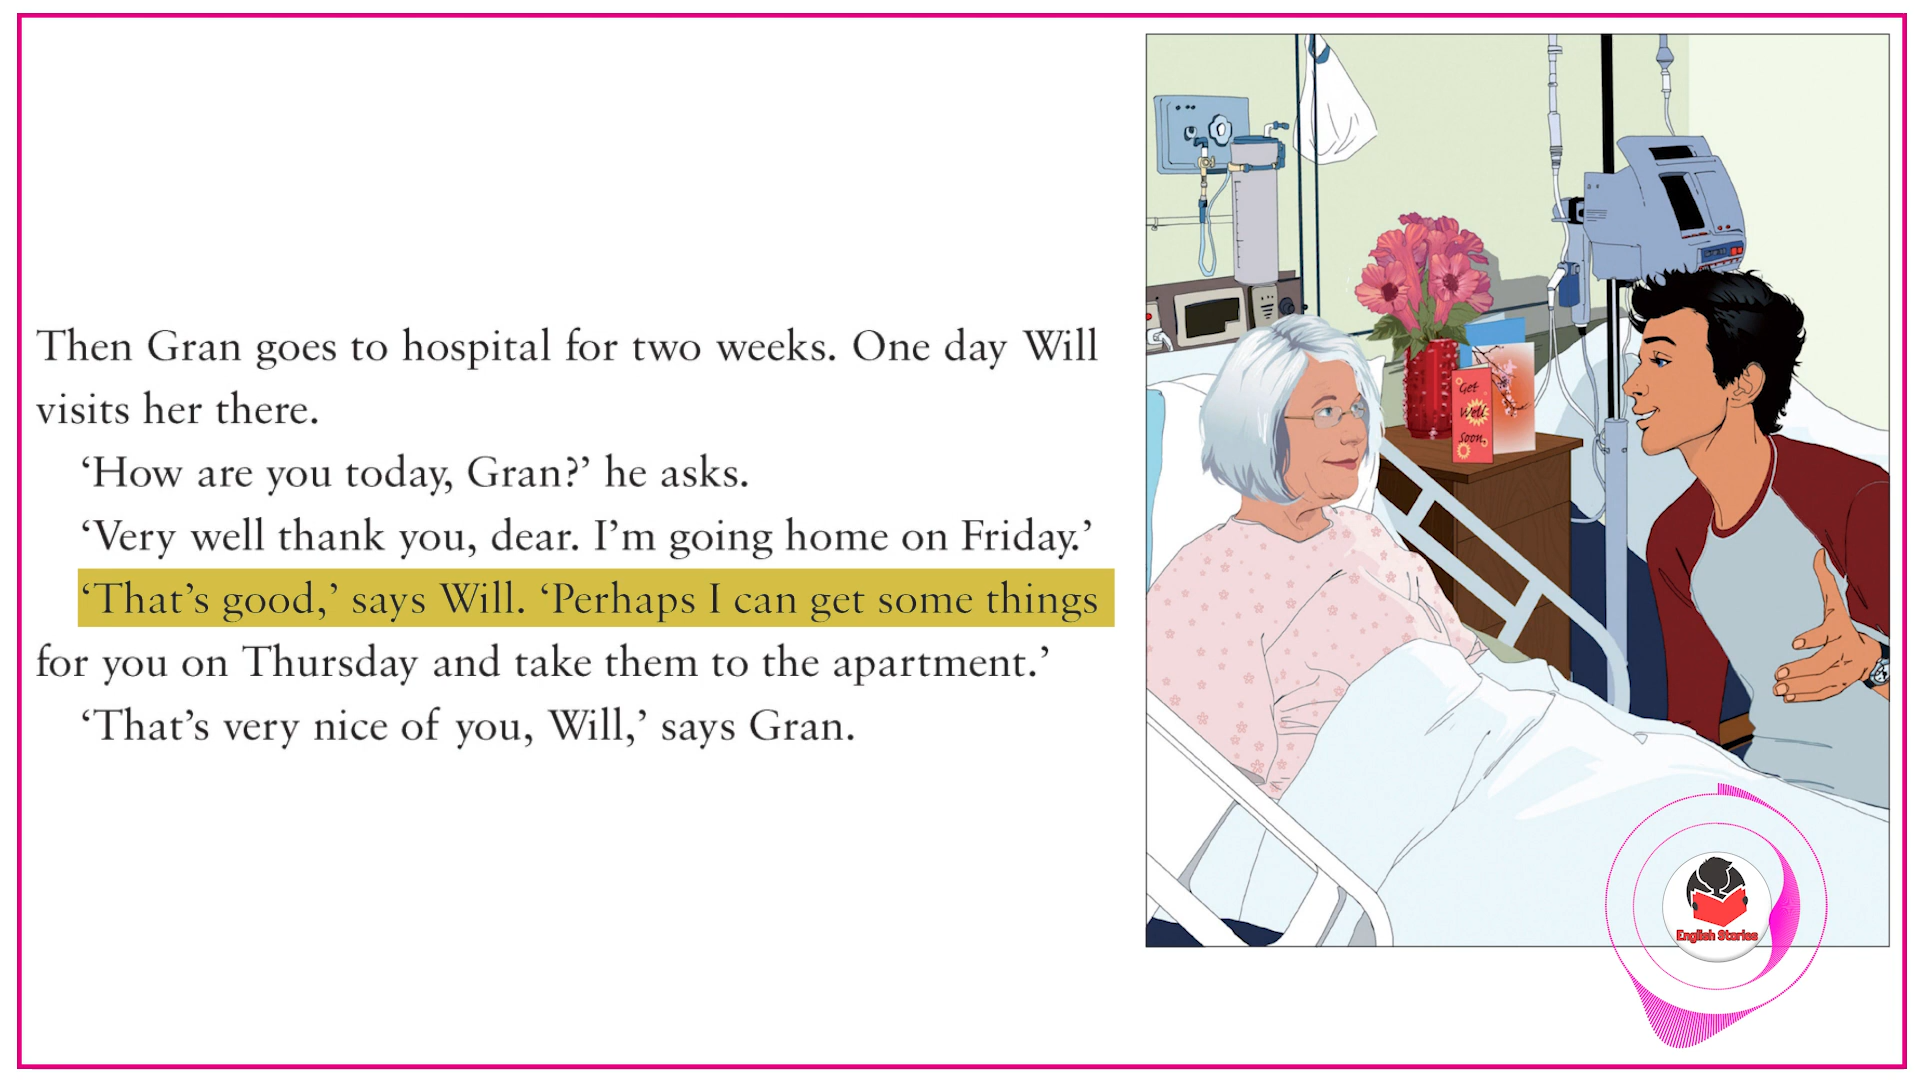 Then Gran goes to hospital for two weeks. One day Will
visits her there.
‘How are you today, Gran?’ he asks.
‘Very well thank you, dear. I’m going home on Friday.’
‘That’s good,’ says Will. ‘Perhaps I can get some things
for you on Thursday and take them to the apartment.’
‘That’s very nice of you, Will,’ says Gran.
Get
Well
Soon
English Stories